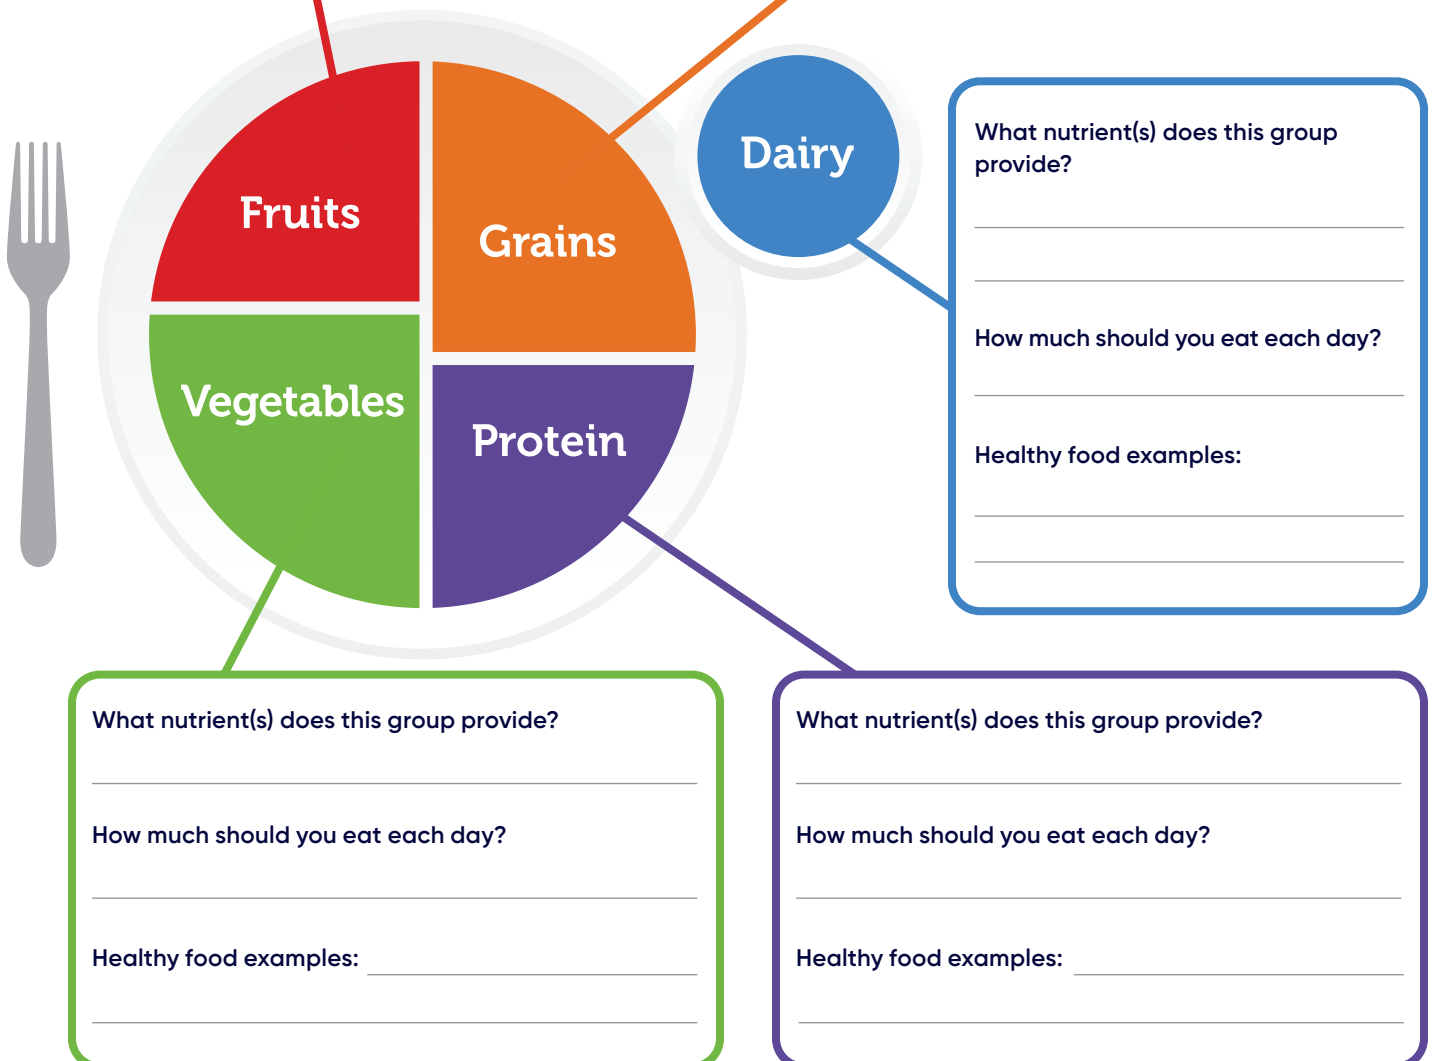 Fruits
Grains
Dairy
Vegetables
Protein
What nutrient(s) does this group
provide?
How much should you eat each day?
Healthy food examples:
What nutrient(s) does this group provide?
How much should you eat each day?
Healthy food examples:
What nutrient(s) does this group provide?
How much should you eat each day?
Healthy food examples: